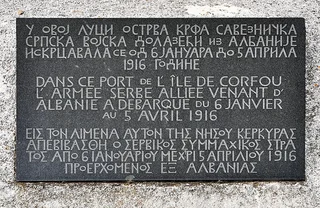 У ОВОЈ ЛУЦИ ОСТРВА КРФА САВЕЗНИЧКА
СРПСКА ВОЈСКА ДОЛАЗЕЋИ ИЗ АЛБАНИЈЕ
ИСКРЦАВАЛА СЕ ОД 6 ЈАНУАРА ДО 5 АПРИЛА
1916 ГОДИНЕ
DANS CE PORT DE L'ÎLE DE CORFOU
L'ARMÉE SERBE ALLIÉE VENANT D'
ALBANIE A DÉBARQUÉ DU 6 JANVIER
AU 5 AVRIL 1916
ΕΙΣ ΤΟΝ ΛΙΜΕΝΑ ΑΥΤΟΝ ΤΗΣ ΝΗΣΟΥ ΚΕΡΚΥΡΑΣ
ΑΠΕΒΙΒΑΣΘΗ Ο ΣΕΡΒΙΚΟΣ ΣΥΜΜΑΧΙΚΟΣ ΣΤΡΑ
ΤΟΣ ΑΠΟ 6 ΙΑΝΟΥΑΡΙΟΥ ΜΕΧΡΙ 5 ΑΠΡΙΛΙΟΥ 1916
ΠΡΟΕΡΧΟΜΕΝΟΣ ΕΞ ΑΛΒΑΝΙΑΣ